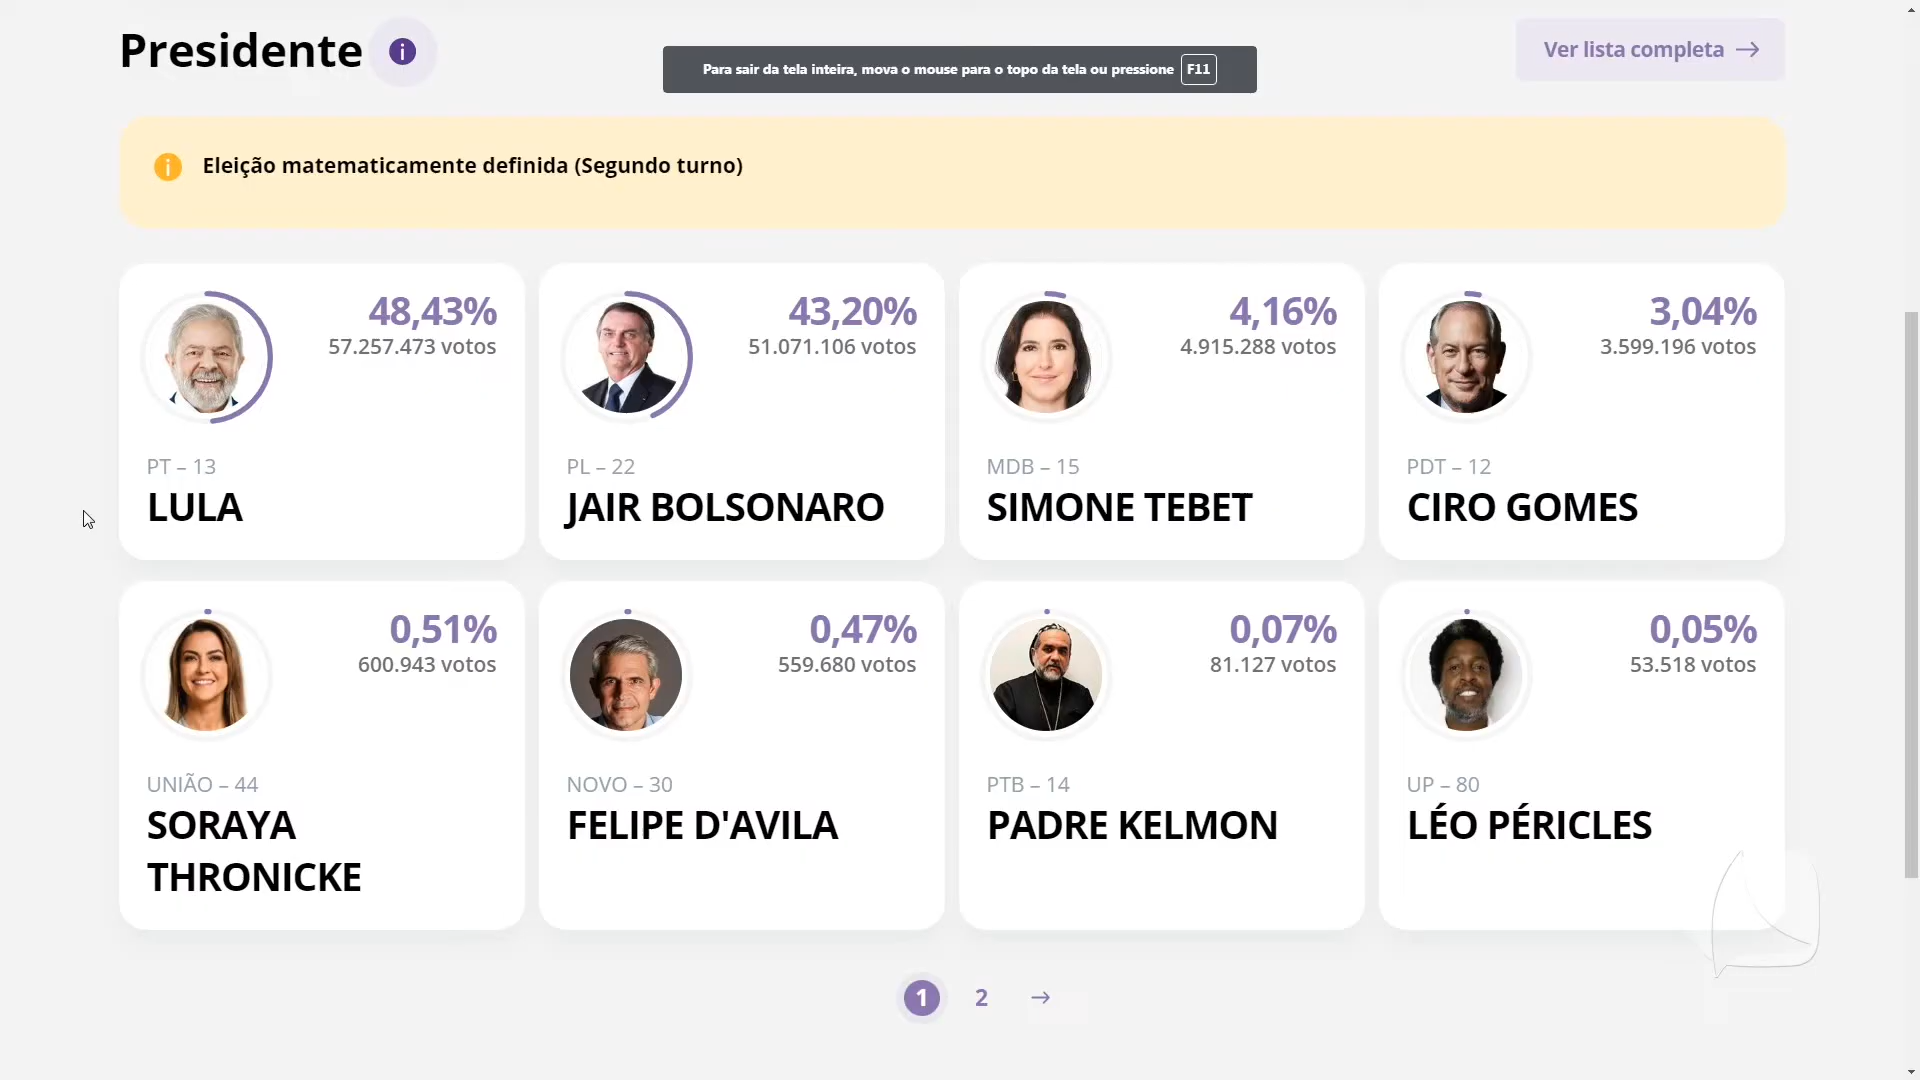 Presidente
Para sair da tela inteira, mova o mouse para o topo da tela ou pressione F11
Ver lista completa →
Eleição matematicamente definida (Segundo turno)
48,43%
57.257.473 votos
PT – 13
LULA
43,20%
51.071.106 votos
PL – 22
JAIR BOLSONARO
4,16%
4.915.288 votos
MDB – 15
SIMONE TEBET
3,04%
3.599.196 votos
PDT – 12
CIRO GOMES
0,51%
600.943 votos
UNIÃO – 44
SORAYA
THRONICKE
0,47%
559.680 votos
NOVO – 30
FELIPE D'AVILA
0,07%
81.127 votos
PTB – 14
PADRE KELMON
0,05%
53.518 votos
UP – 80
LÉO PÉRICLES
1 2 →